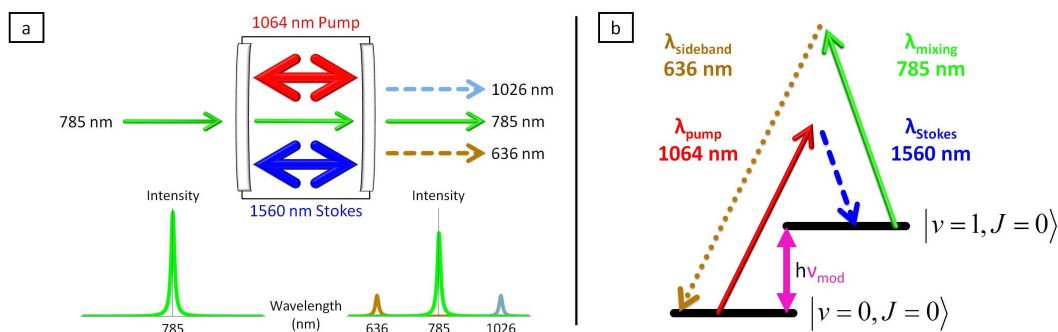 a
1064 nm Pump
785 nm
1026 nm
785 nm
636 nm
1560 nm Stokes
Intensity
Intensity
Wavelength
(nm)
785
636
785
1026
b
λsideband
636 nm
λmixing
785 nm
λpump
1064 nm
λStokes
1560 nm
|v = 1, J = 0⟩
hνmod
|v = 0, J = 0⟩